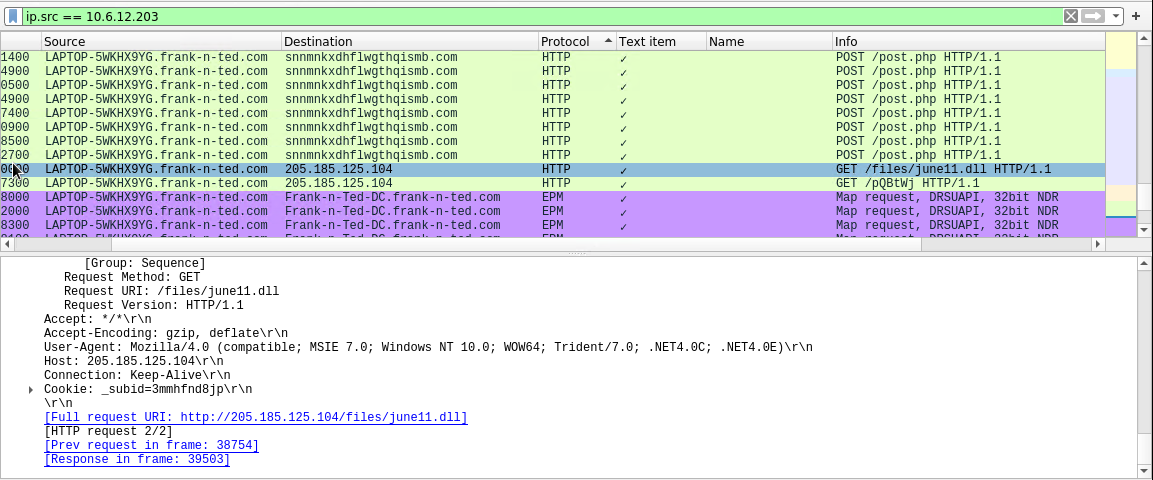 ip.src == 10.6.12.203
Source Destination Protocol Text item Name Info
1400 LAPTOP-5WKHX9YG.frank-n-ted.com snnmnkxdhflwgthqismb.com HTTP ✓ POST /post.php HTTP/1.1
4900 LAPTOP-5WKHX9YG.frank-n-ted.com snnmnkxdhflwgthqismb.com HTTP ✓ POST /post.php HTTP/1.1
0500 LAPTOP-5WKHX9YG.frank-n-ted.com snnmnkxdhflwgthqismb.com HTTP ✓ POST /post.php HTTP/1.1
4900 LAPTOP-5WKHX9YG.frank-n-ted.com snnmnkxdhflwgthqismb.com HTTP ✓ POST /post.php HTTP/1.1
7400 LAPTOP-5WKHX9YG.frank-n-ted.com snnmnkxdhflwgthqismb.com HTTP ✓ POST /post.php HTTP/1.1
0900 LAPTOP-5WKHX9YG.frank-n-ted.com snnmnkxdhflwgthqismb.com HTTP ✓ POST /post.php HTTP/1.1
8500 LAPTOP-5WKHX9YG.frank-n-ted.com snnmnkxdhflwgthqismb.com HTTP ✓ POST /post.php HTTP/1.1
2700 LAPTOP-5WKHX9YG.frank-n-ted.com snnmnkxdhflwgthqismb.com HTTP ✓ POST /post.php HTTP/1.1
LAPTOP-5WKHX9YG.frank-n-ted.com 205.185.125.104 HTTP ✓ GET /files/june11.dll HTTP/1.1
7300 LAPTOP-5WKHX9YG.frank-n-ted.com 205.185.125.104 HTTP ✓ GET /pQBtWj HTTP/1.1
8000 LAPTOP-5WKHX9YG.frank-n-ted.com Frank-n-Ted-DC.frank-n-ted.com EPM ✓ Map request, DRSUAPI, 32bit NDR
2000 LAPTOP-5WKHX9YG.frank-n-ted.com Frank-n-Ted-DC.frank-n-ted.com EPM ✓ Map request, DRSUAPI, 32bit NDR
8300 LAPTOP-5WKHX9YG.frank-n-ted.com Frank-n-Ted-DC.frank-n-ted.com EPM ✓ Map request, DRSUAPI, 32bit NDR
[Group: Sequence]
Request Method: GET
Request URI: /files/june11.dll
Request Version: HTTP/1.1
Accept: */*\r\n
Accept-Encoding: gzip, deflate\r\n
User-Agent: Mozilla/4.0 (compatible; MSIE 7.0; Windows NT 10.0; WOW64; Trident/7.0; .NET4.0C; .NET4.0E)\r\n
Host: 205.185.125.104\r\n
Connection: Keep-Alive\r\n
Cookie: _subid=3mmhfnd8jp\r\n
\r\n
[Full request URI: http://205.185.125.104/files/june11.dll]
[HTTP request 2/2]
[Prev request in frame: 38754]
[Response in frame: 39503]